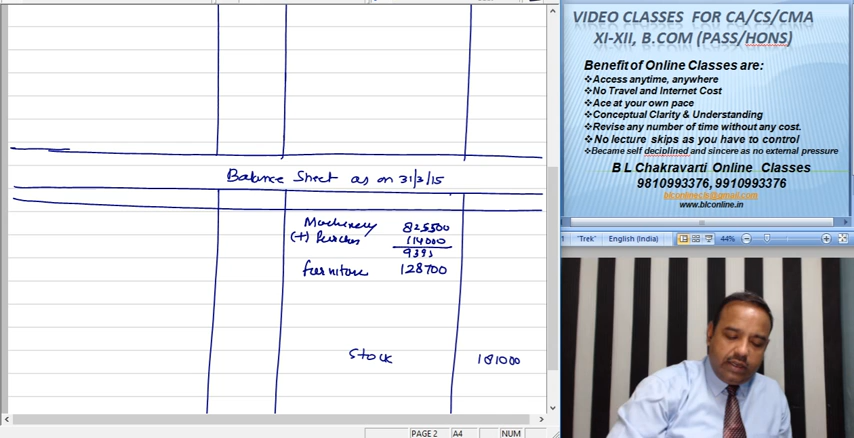 VIDEO CLASSES FOR CA/CS/CMA
XI-XII, B.COM (PASS/HONS)
Benefit of Online Classes are:
❖Access anytime, anywhere
❖No Travel and Internet Cost
❖Ace at your own pace
❖Conceptual Clarity & Understanding
❖Revise any number of time without any cost.
❖No lecture skips as you have to control
❖Became self deciplined and sincere as no external pressure
B L Chakravarti Online Classes
9810993376, 9910993376
www.blconline.in
"Trek" English (India) 44%
Balance Sheet as on 31/3/15
Machinery 825500
(+) 114000
Furniture 128700
Stock 181000
PAGE 2 A4 NUM